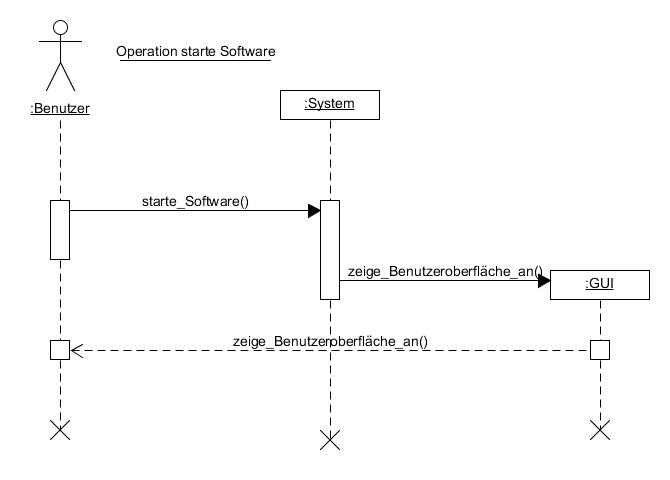 Operation starte Software
:Benutzer
:System
starte_Software()
zeige_Benutzeroberfläche_an()
:GUI
zeige_Benutzeroberfläche_an()